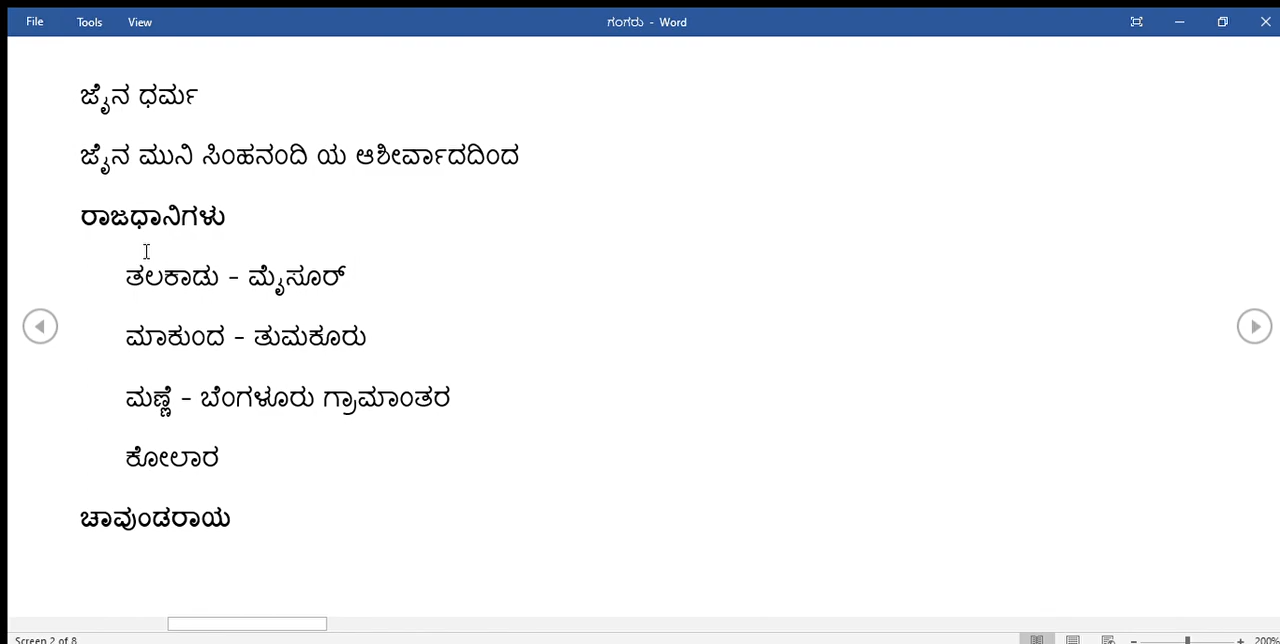 File Tools View ಗಂಗರು - Word
ಜೈನ ಧರ್ಮ
ಜೈನ ಮುನಿ ಸಿಂಹನಂದಿ ಯ ಆಶೀರ್ವಾದದಿಂದ
ರಾಜಧಾನಿಗಳು
ತಲಕಾಡು - ಮೈಸೂರ್
ಮಾಕುಂದ - ತುಮಕೂರು
ಮಣ್ಣೆ - ಬೆಂಗಳೂರು ಗ್ರಾಮಾಂತರ
ಕೋಲಾರ
ಚಾವುಂಡರಾಯ
Screen 2 of 8 200%